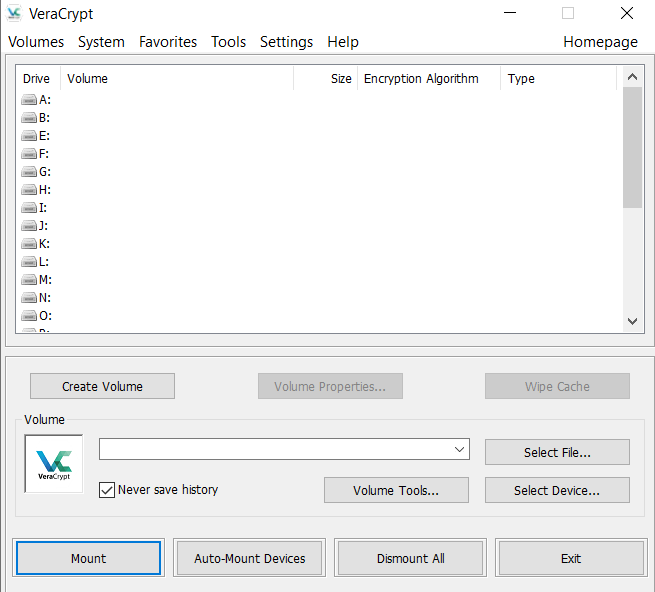 VeraCrypt
Volumes System Favorites Tools Settings Help Homepage
Drive Volume Size Encryption Algorithm Type
A:
B:
E:
F:
G:
H:
I:
J:
K:
L:
M:
N:
O:
Create Volume Volume Properties... Wipe Cache
Volume
VeraCrypt
Select File...
Never save history Volume Tools... Select Device...
Mount Auto-Mount Devices Dismount All Exit